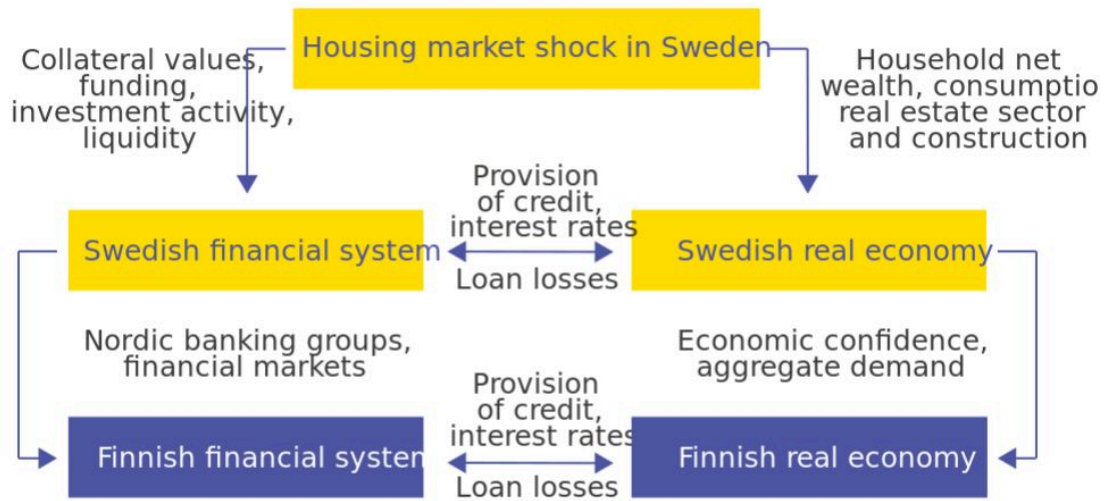 Housing market shock in Sweden
Collateral values,
funding,
investment activity,
liquidity
Household net
wealth, consumptio
real estate sector
and construction
Provision
of credit,
interest rates
Swedish financial system
Swedish real economy
Loan losses
Nordic banking groups,
financial markets
Economic confidence,
aggregate demand
Provision
of credit,
interest rates
Finnish financial system
Finnish real economy
Loan losses